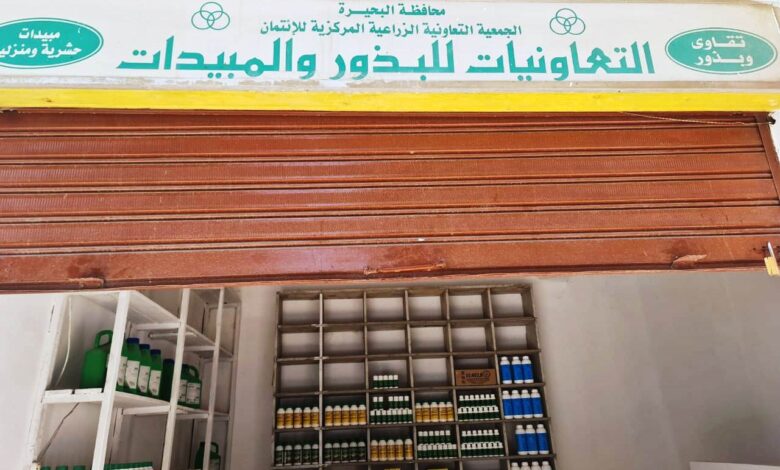 محافظة البحيرة
الجمعية التعاونية الزراعية المركزية للإئتمان
التعاونيات للبذور والمبيدات
تقاوى
وبذور
مبيدات
حشرية ومنزلية